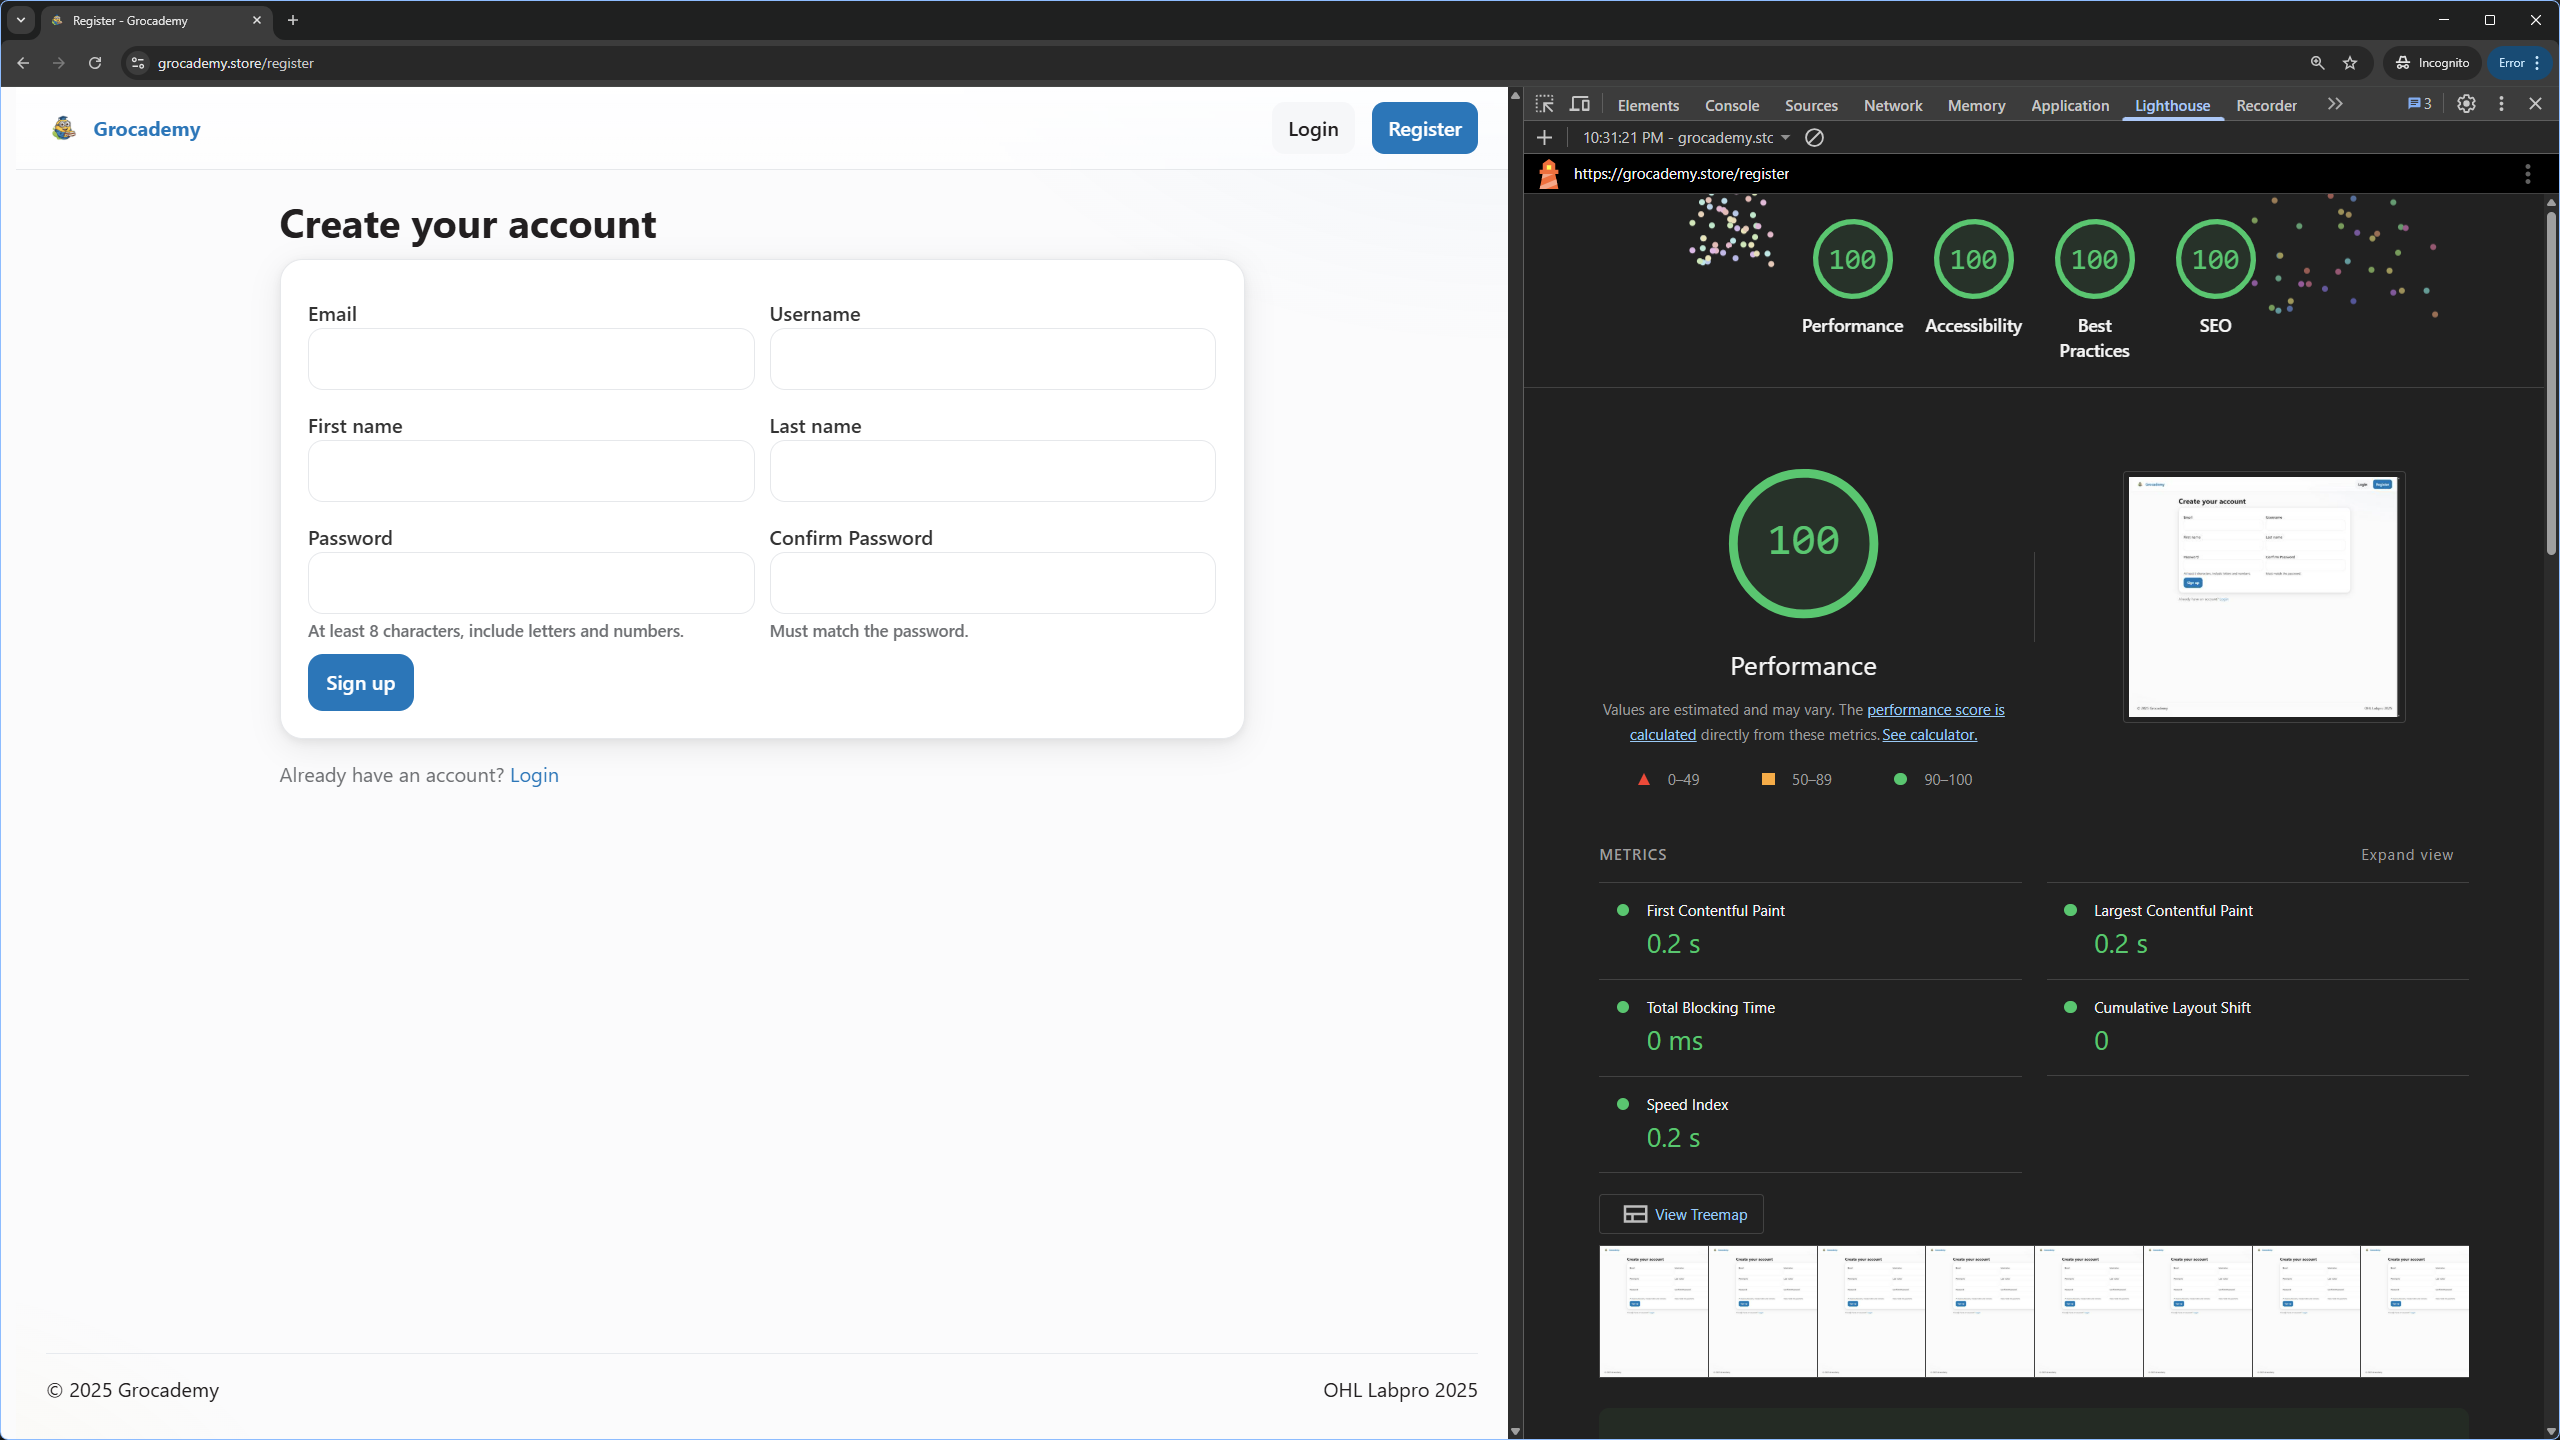 Register - Grocademy
grocademy.store/register
Incognito
Error
Grocademy
Login
Register
Create your account
Email
Username
First name
Last name
Password
Confirm Password
At least 8 characters, include letters and numbers.
Must match the password.
Sign up
Already have an account? Login
© 2025 Grocademy
OHL Labpro 2025
Elements
Console
Sources
Network
Memory
Application
Lighthouse
Recorder
3
10:31:21 PM - grocademy.stc
https://grocademy.store/register
100
100
100
100
Performance
Accessibility
Best
Practices
SEO
100
Performance
Values are estimated and may vary. The performance score is
calculated directly from these metrics. See calculator.
0–49
50–89
90–100
METRICS
Expand view
First Contentful Paint
0.2 s
Largest Contentful Paint
0.2 s
Total Blocking Time
0 ms
Cumulative Layout Shift
0
Speed Index
0.2 s
View Treemap